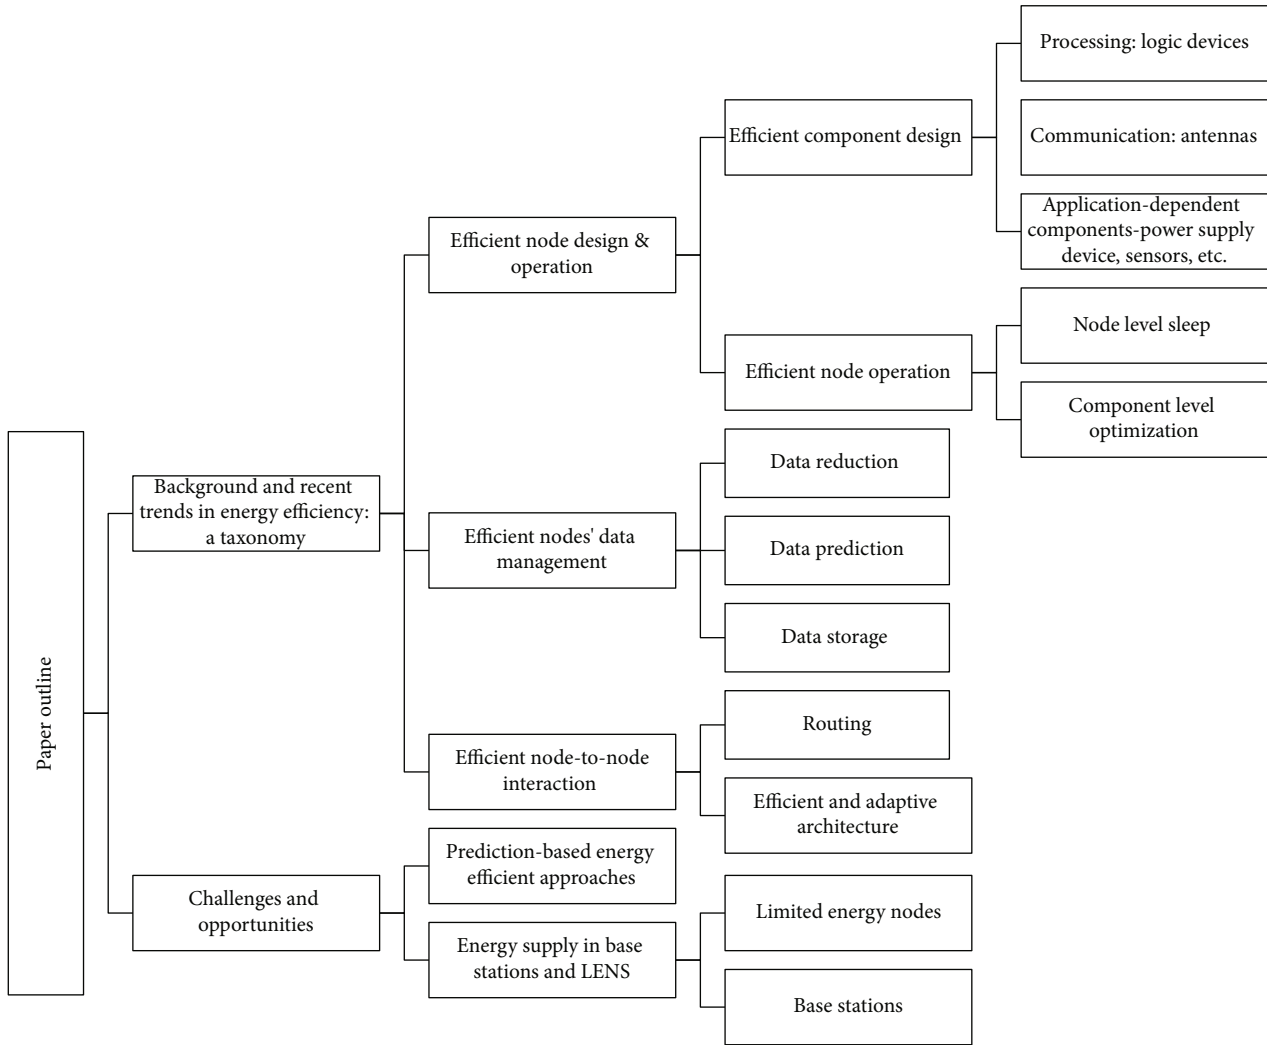 Paper outline
Background and recent
trends in energy efficiency:
a taxonomy
Efficient node design &
operation
Efficient component design
Processing: logic devices
Communication: antennas
Application-dependent
components-power supply
device, sensors, etc.
Efficient node operation
Node level sleep
Component level
optimization
Efficient nodes' data
management
Data reduction
Data prediction
Data storage
Efficient node-to-node
interaction
Routing
Efficient and adaptive
architecture
Challenges and
opportunities
Prediction-based energy
efficient approaches
Energy supply in base
stations and LENS
Limited energy nodes
Base stations